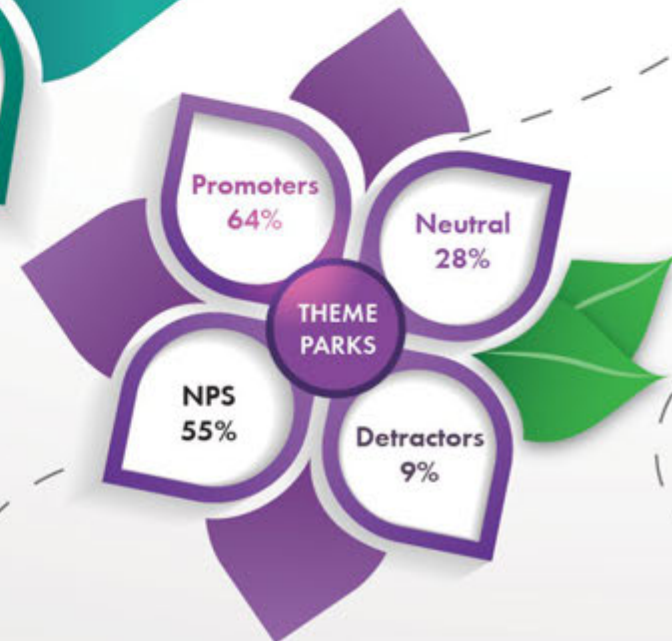 Promoters
64%
Neutral
28%
THEME
PARKS
NPS
55%
Detractors
9%